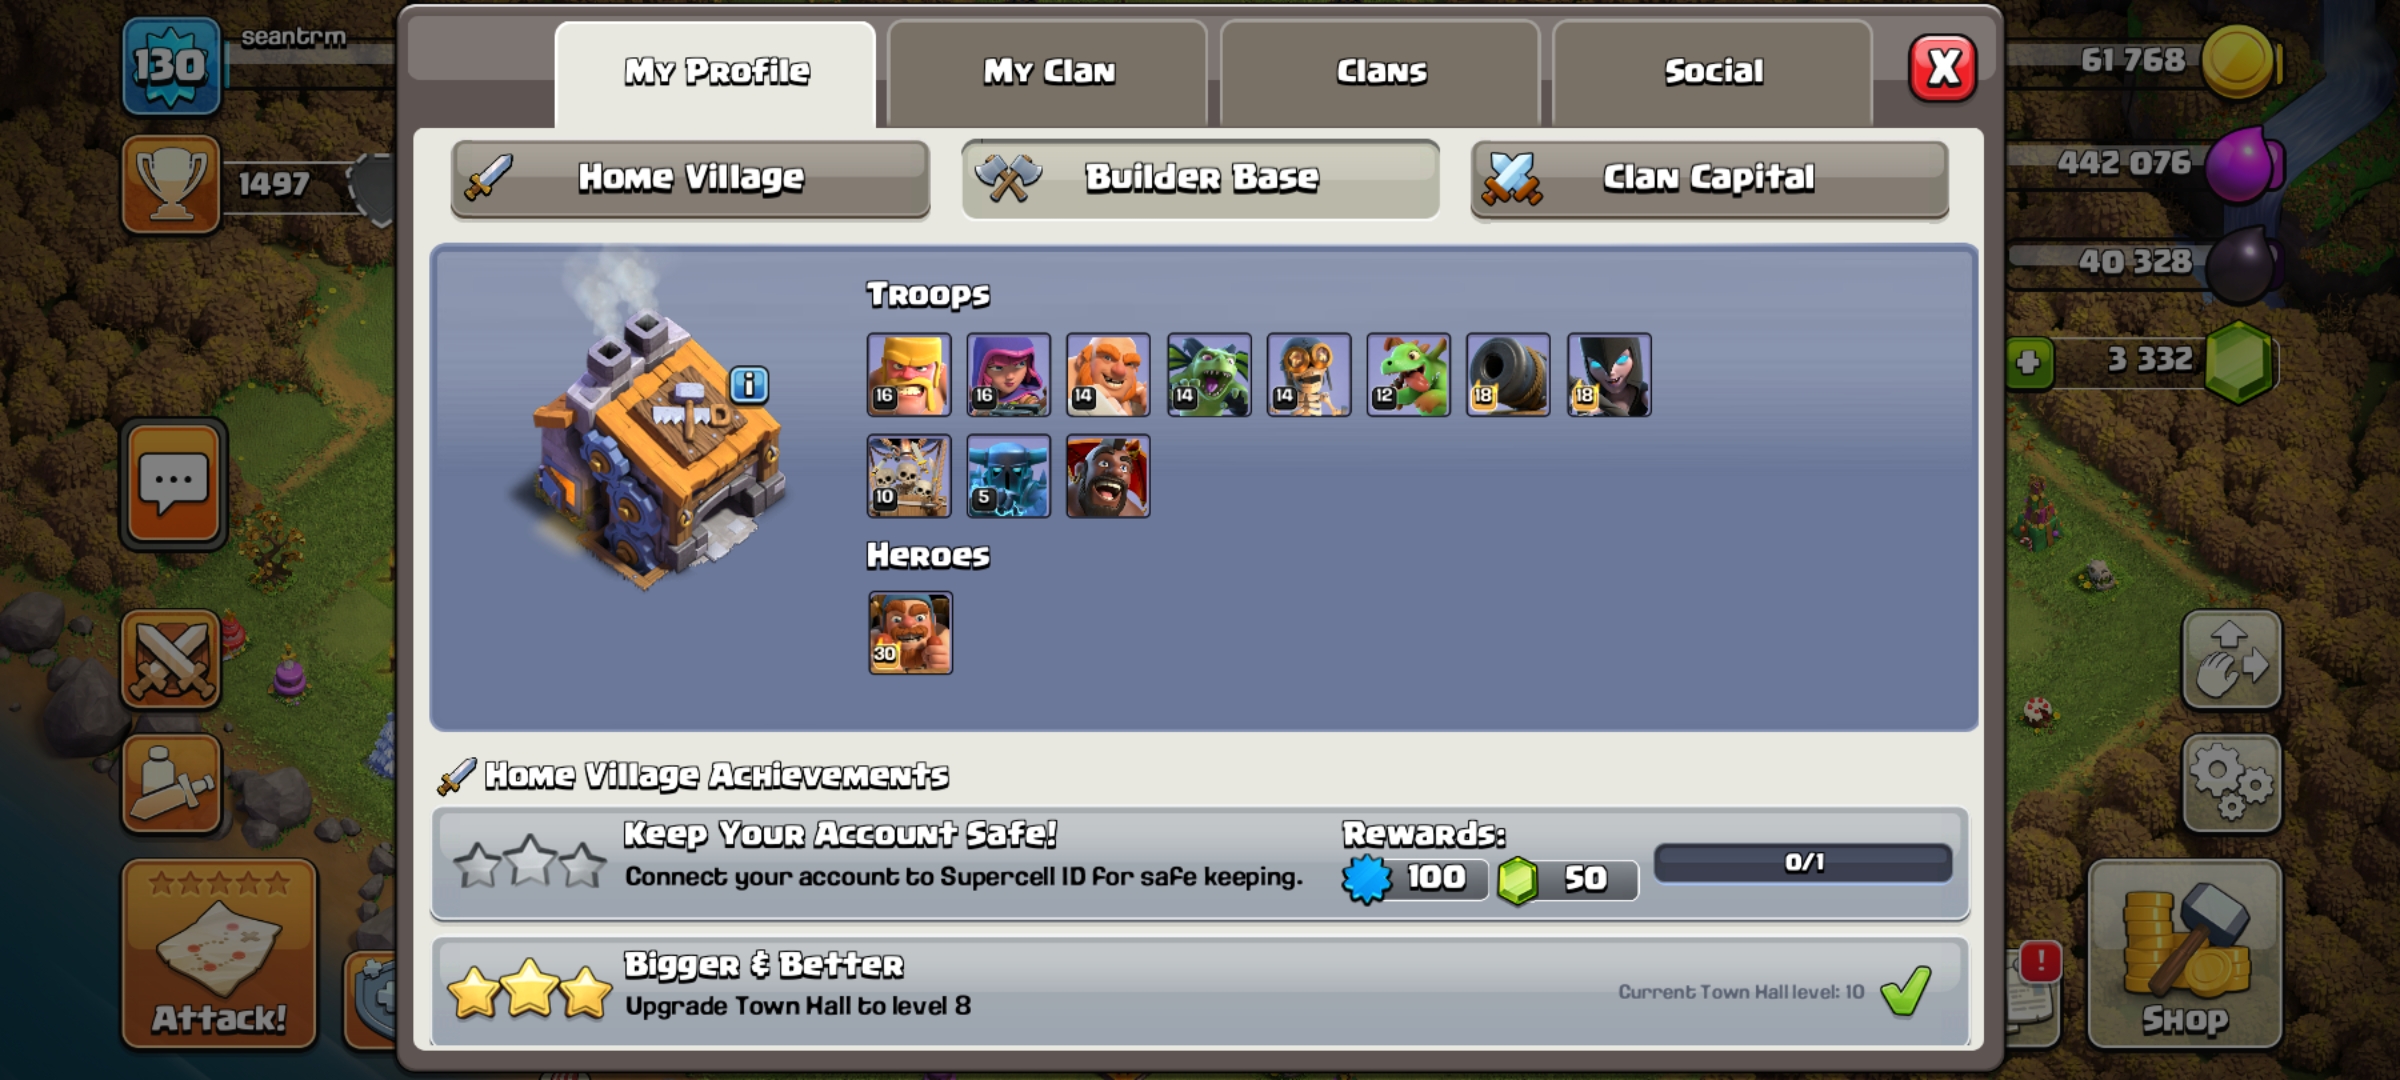 130
seantrm
1497
My Profile
My Clan
Clans
Social
X
61 768
442 076
40 328
3 332
Home Village
Builder Base
Clan Capital
i
Troops
16
16
14
14
14
12
18
18
10
5
Heroes
30
Home Village Achievements
Keep Your Account Safe!
Connect your account to Supercell ID for safe keeping.
Rewards:
100
50
0/1
Bigger & Better
Upgrade Town Hall to level 8
Current Town Hall level: 10
Attack!
!
Shop